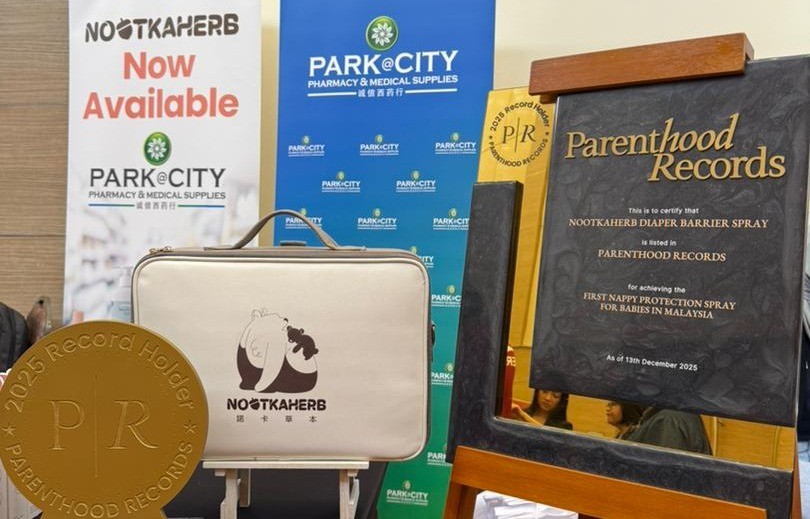 NOOTKAHERB
Now
Available
PARK@CITY
PHARMACY & MEDICAL SUPPLIES
誠信西药行
PARK@CITY
PHARMACY & MEDICAL SUPPLIES
誠信西药行
PARK@CITY
PARK@CITY
PARK@CITY
PARK@CITY
PARK@CITY
PARK@CITY
PARK@CITY
PARK@CITY
PARK@CITY
NOOTKAHERB
諾卡草本
2025 Record Holder
PR
PARENTHOOD RECORDS
2025 Record Holder
P|R
PARENTHOOD RECORDS
Parenthood
Records
This is to certify that
NOOTKAHERB DIAPER BARRIER SPRAY
is listed in
PARENTHOOD RECORDS
for achieving the
FIRST NAPPY PROTECTION SPRAY
FOR BABIES IN MALAYSIA
As of 13th December 2025